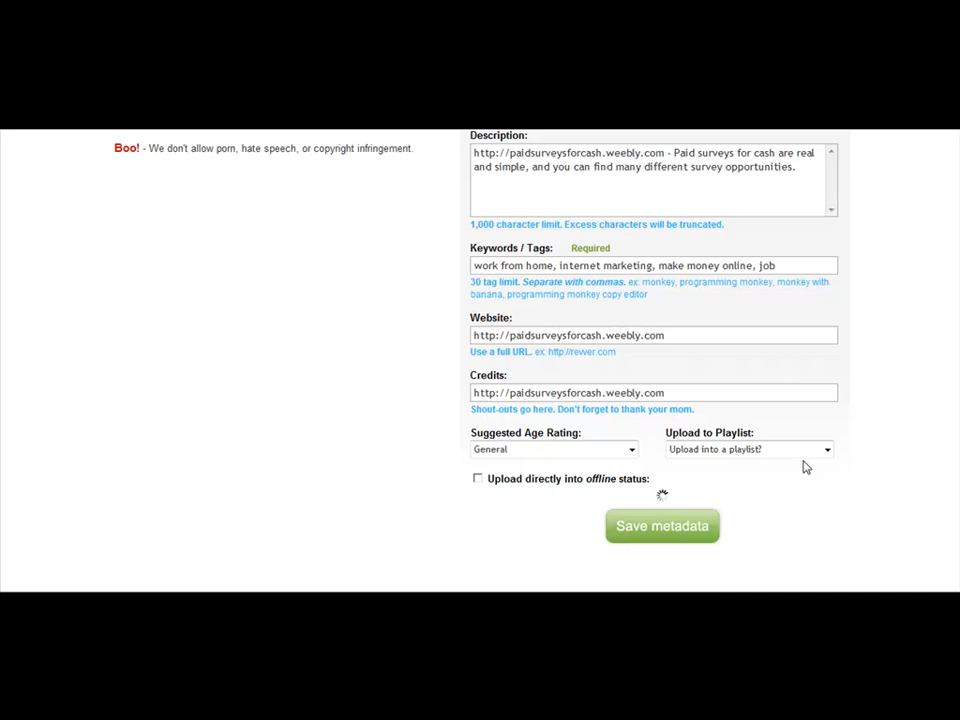 Boo! - We don't allow porn, hate speech, or copyright infringement.
Description:
http://paidsurveysforcash.weebly.com - Paid surveys for cash are real
and simple, and you can find many different survey opportunities.
1,000 character limit. Excess characters will be truncated.
Keywords / Tags: Required
work from home, internet marketing, make money online, job
30 tag limit. Separate with commas. ex: monkey, programming monkey, monkey with
banana, programming monkey copy editor
Website:
http://paidsurveysforcash.weebly.com
Use a full URL. ex: http://revver.com
Credits:
http://paidsurveysforcash.weebly.com
Shout-outs go here. Don't forget to thank your mom.
Suggested Age Rating: Upload to Playlist:
General Upload into a playlist?
Upload directly into offline status:
Save metadata